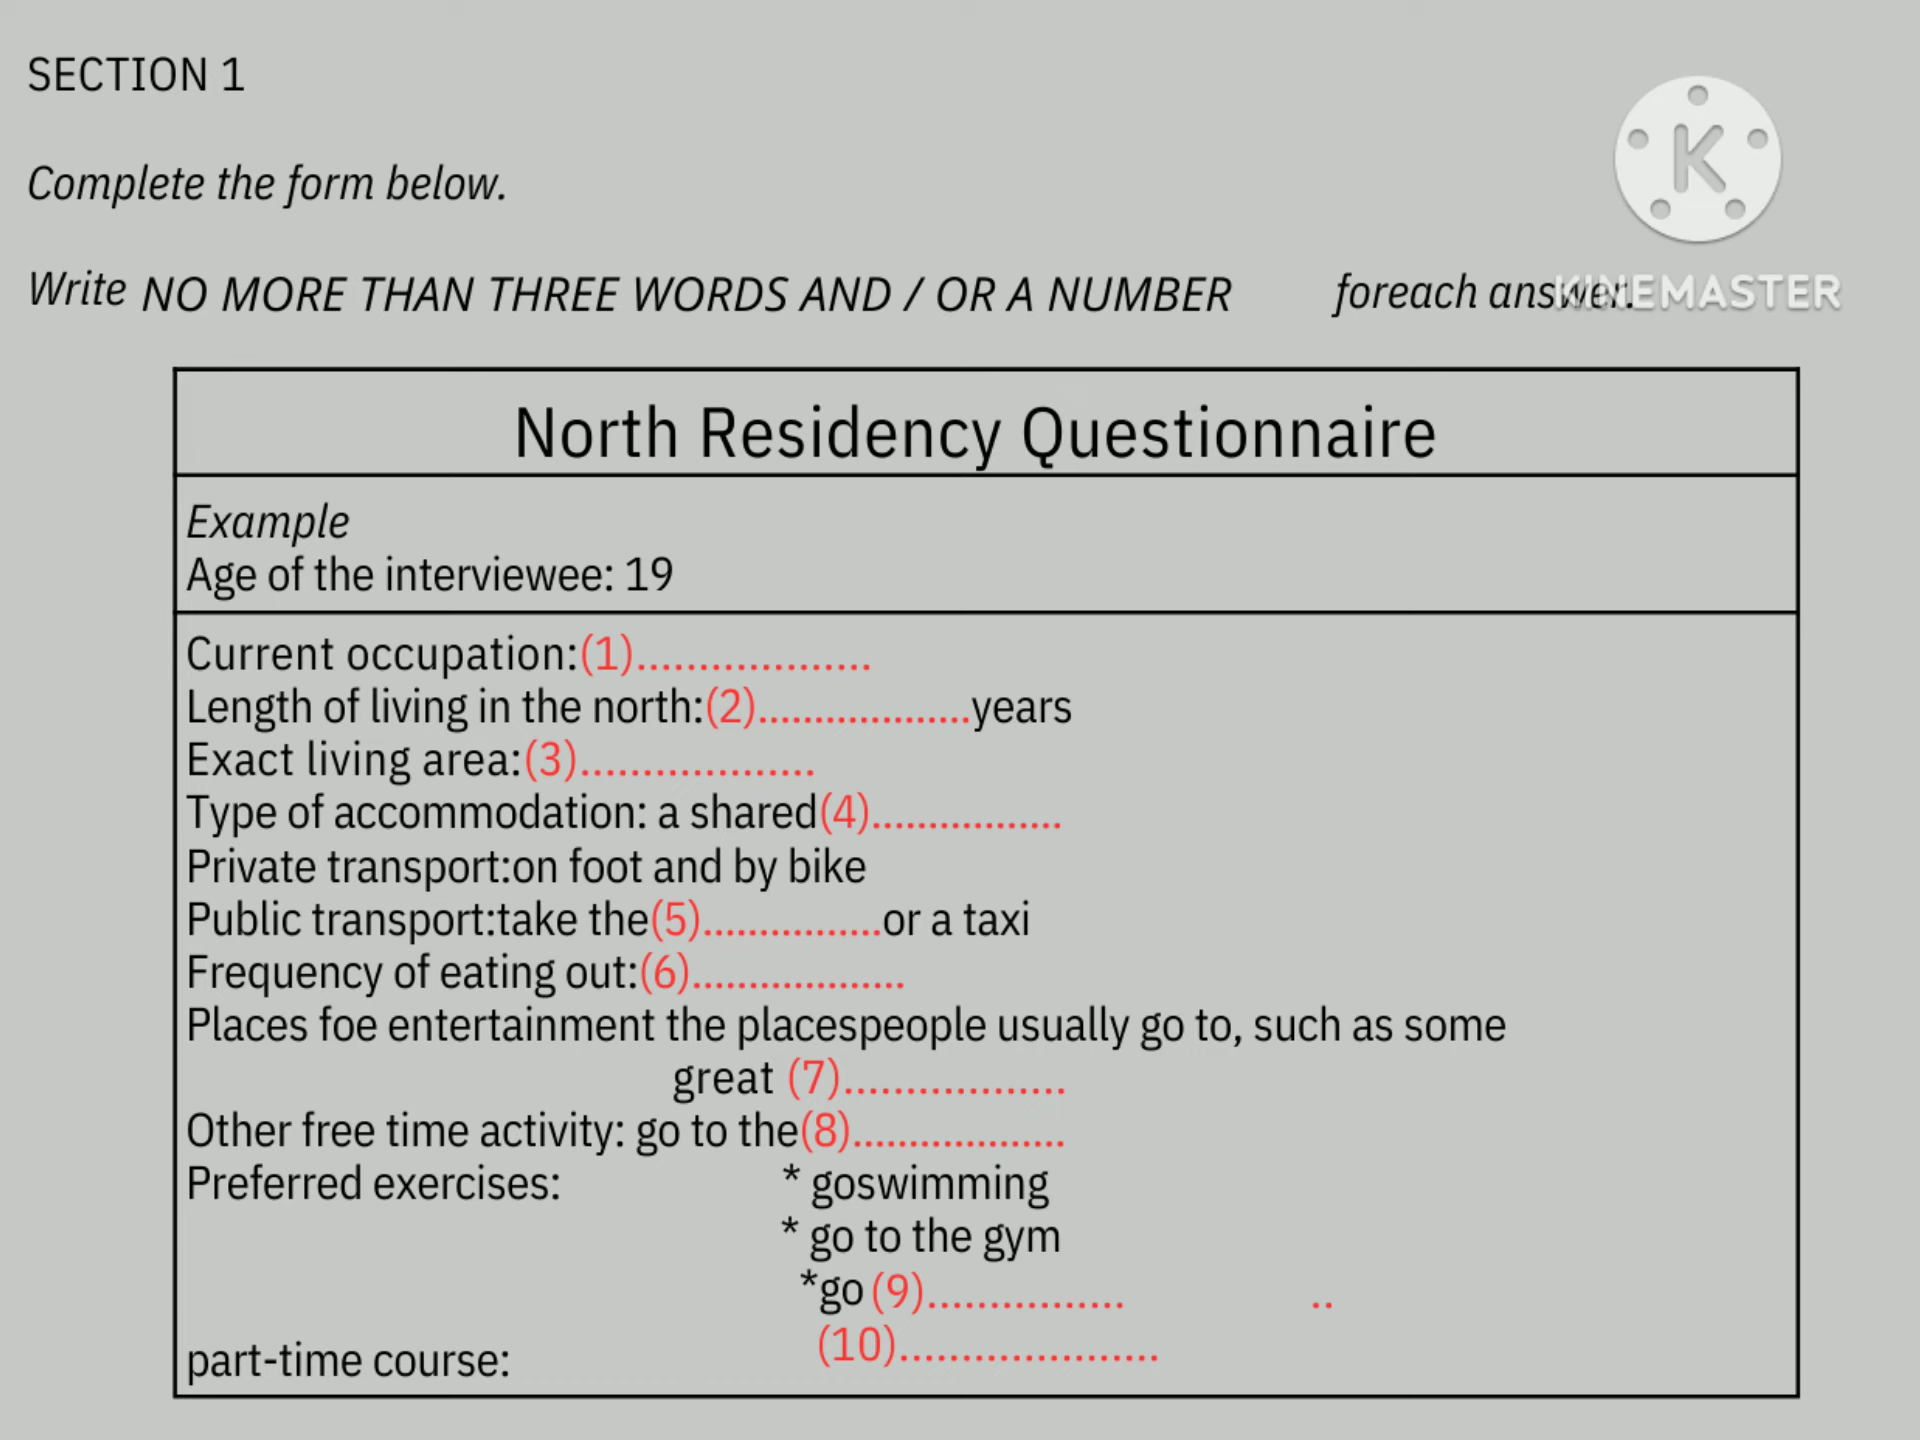 SECTION 1
Complete the form below.
Write NO MORE THAN THREE WORDS AND / OR A NUMBER foreach answer.
KINEMASTER
North Residency Questionnaire
Example
Age of the interviewee: 19
Current occupation:(1)...................
Length of living in the north:(2)...................years
Exact living area:(3)...................
Type of accommodation: a shared(4).................
Private transport:on foot and by bike
Public transport:take the(5)................or a taxi
Frequency of eating out:(6)...................
Places foe entertainment the placespeople usually go to, such as some
great (7)..................
Other free time activity: go to the(8)...................
Preferred exercises: * goswimming
* go to the gym
*go (9)................ ..
(10).....................
part-time course: